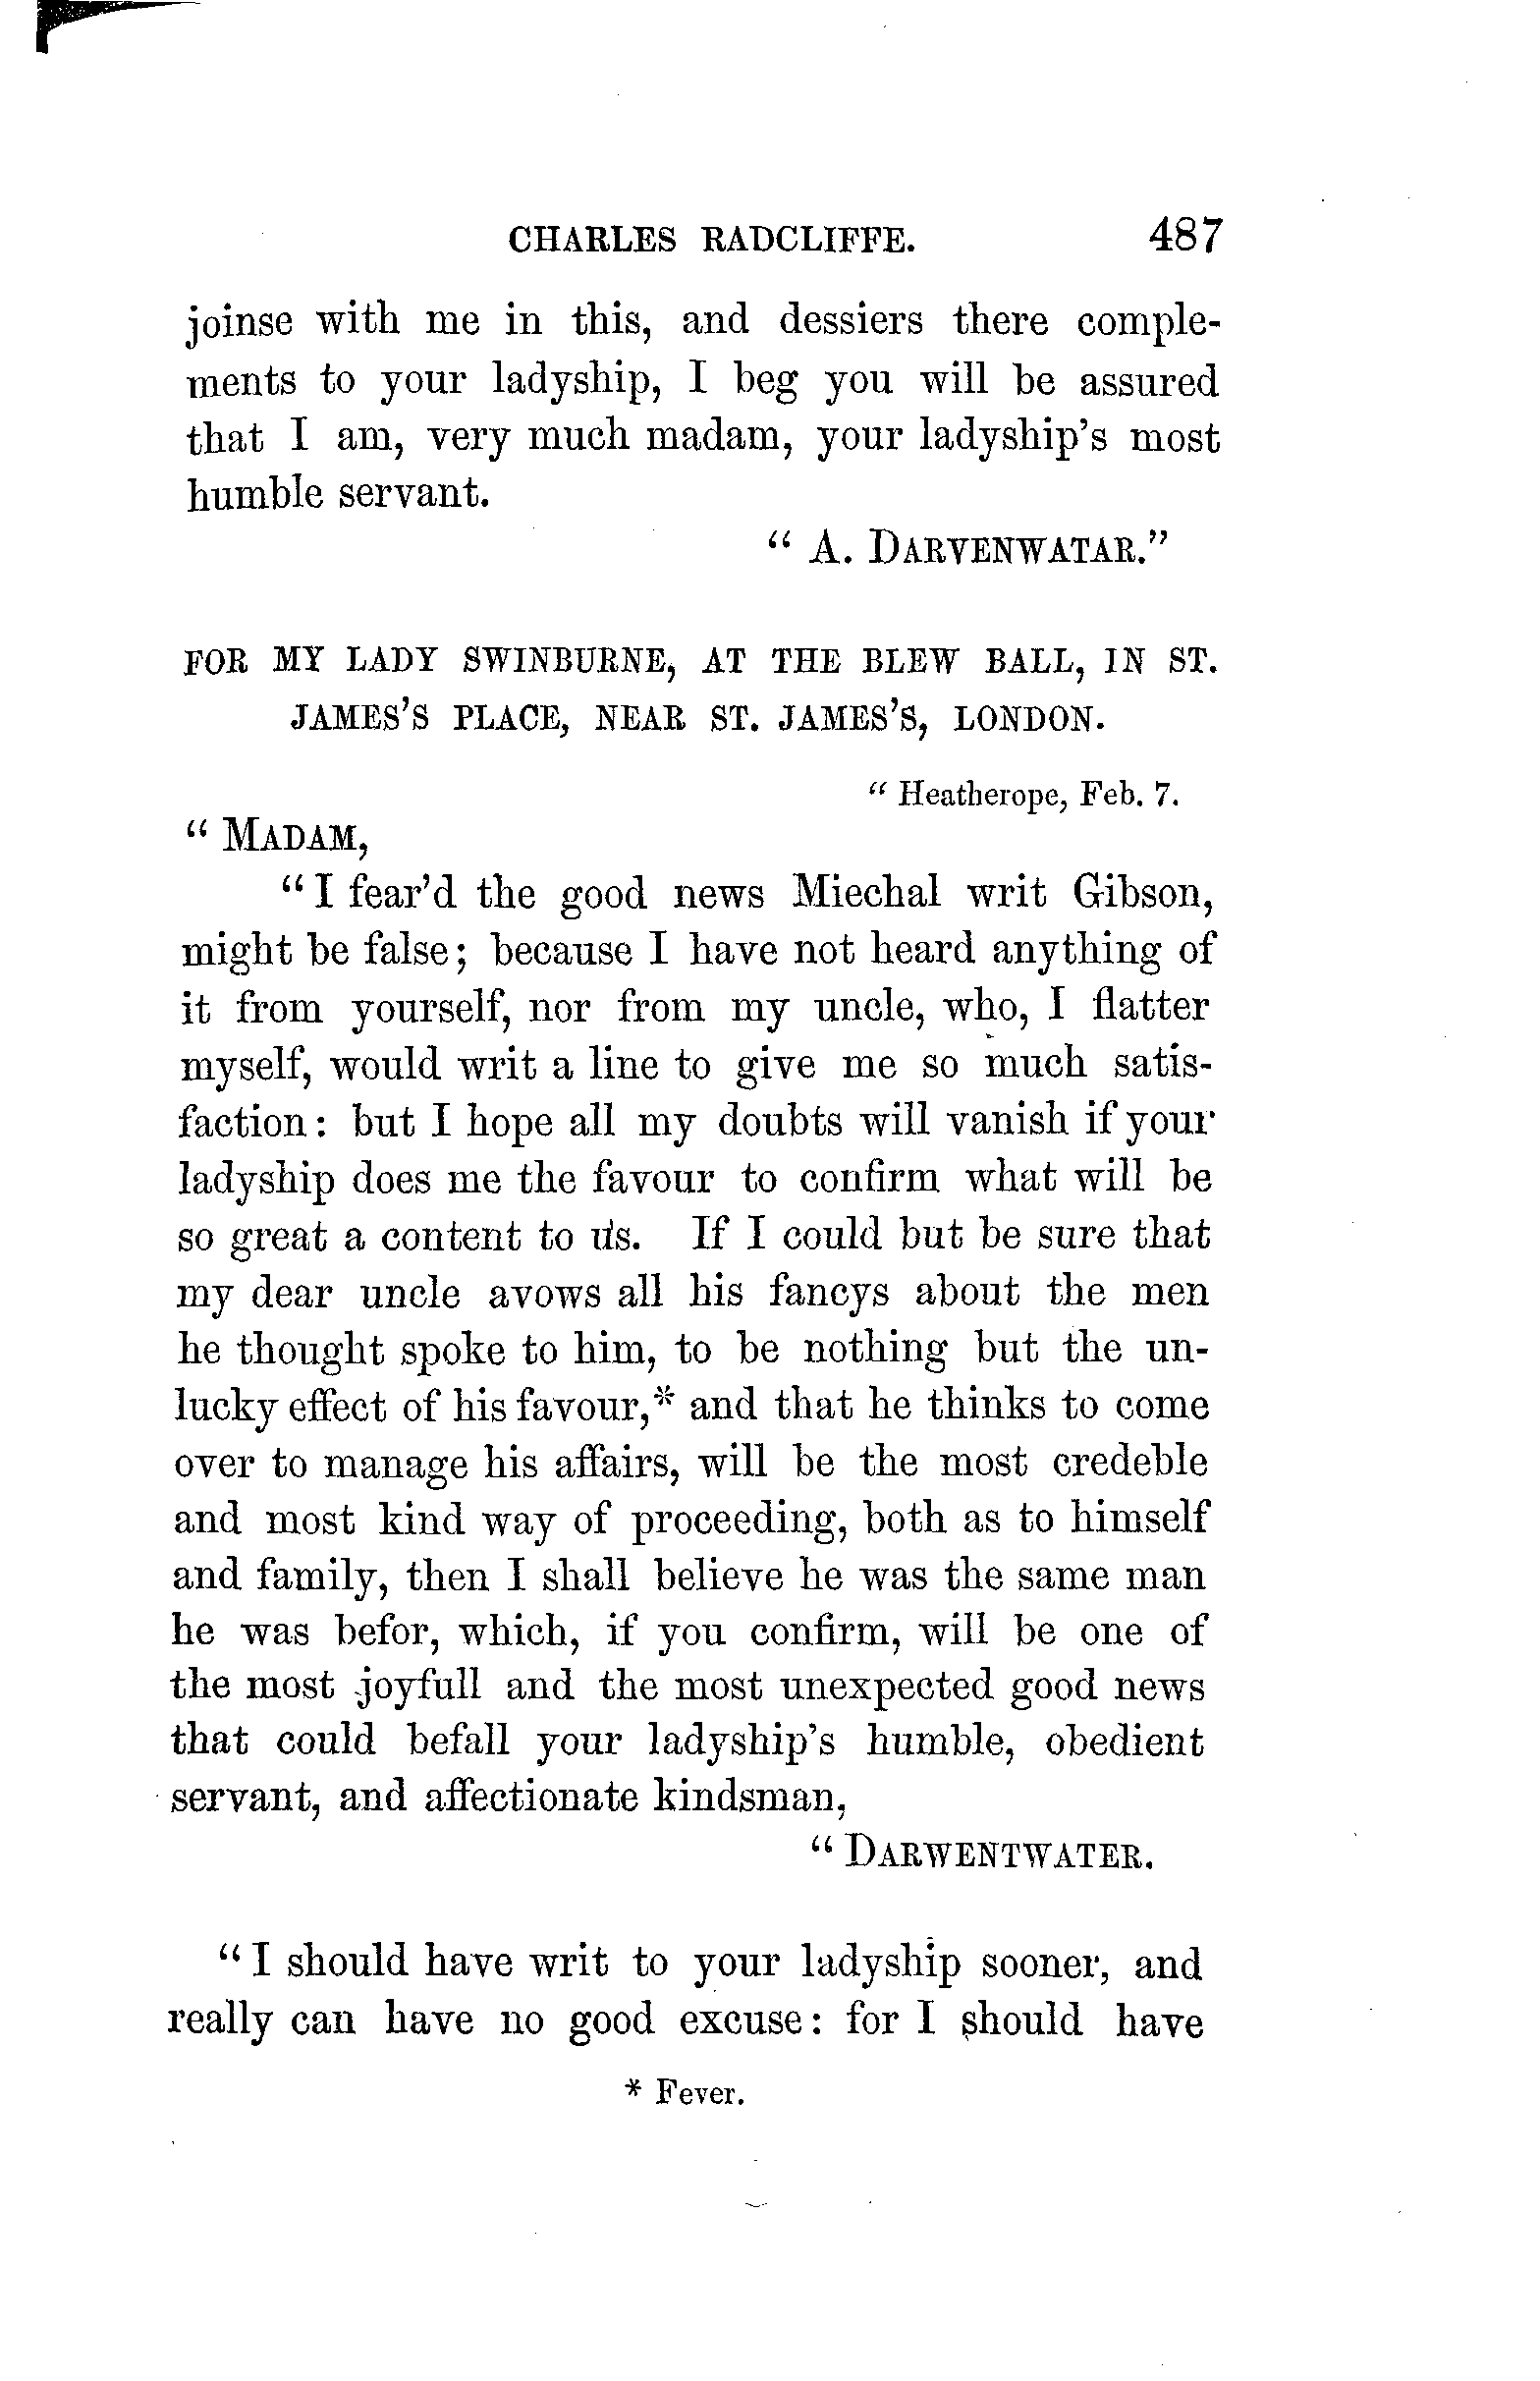 CHARLES RADCLIFFE. 487
joinse with me in this, and dessiers there comple-
ments to your ladyship, I beg you will be assured
that I am, very much madam, your ladyship's most
humble servant.
“ A. DARVENWATAR.”
FOR MY LADY SWINBURNE, AT THE BLEW BALL, IN ST.
JAMES'S PLACE, NEAR ST. JAMES'S, LONDON.
“ Heatherope, Feb. 7.
“ MADAM,
“ I fear'd the good news Miechal writ Gibson,
might be false; because I have not heard anything of
it from yourself, nor from my uncle, who, I flatter
myself, would writ a line to give me so much satis-
faction: but I hope all my doubts will vanish if your
ladyship does me the favour to confirm what will be
so great a content to us. If I could but be sure that
my dear uncle avows all his fancys about the men
he thought spoke to him, to be nothing but the un-
lucky effect of his favour,* and that he thinks to come
over to manage his affairs, will be the most credeble
and most kind way of proceeding, both as to himself
and family, then I shall believe he was the same man
he was befor, which, if you confirm, will be one of
the most joyfull and the most unexpected good news
that could befall your ladyship's humble, obedient
servant, and affectionate kindsman,
“ DARWENTWATER.
“ I should have writ to your ladyship sooner, and
really can have no good excuse: for I should have
* Fever.